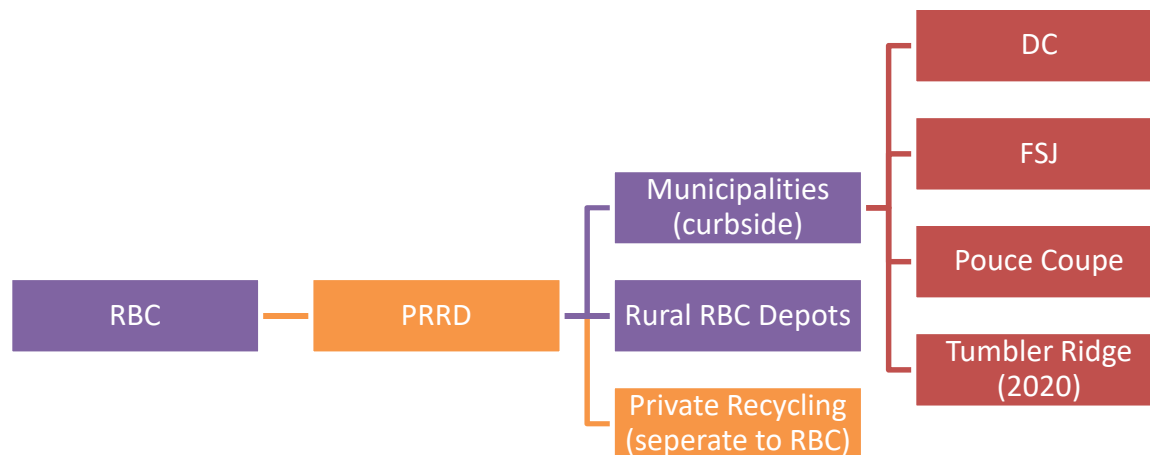 RBC
PRRD
Municipalities
(curbside)
Rural RBC Depots
Private Recycling
(seperate to RBC)
DC
FSJ
Pouce Coupe
Tumbler Ridge
(2020)